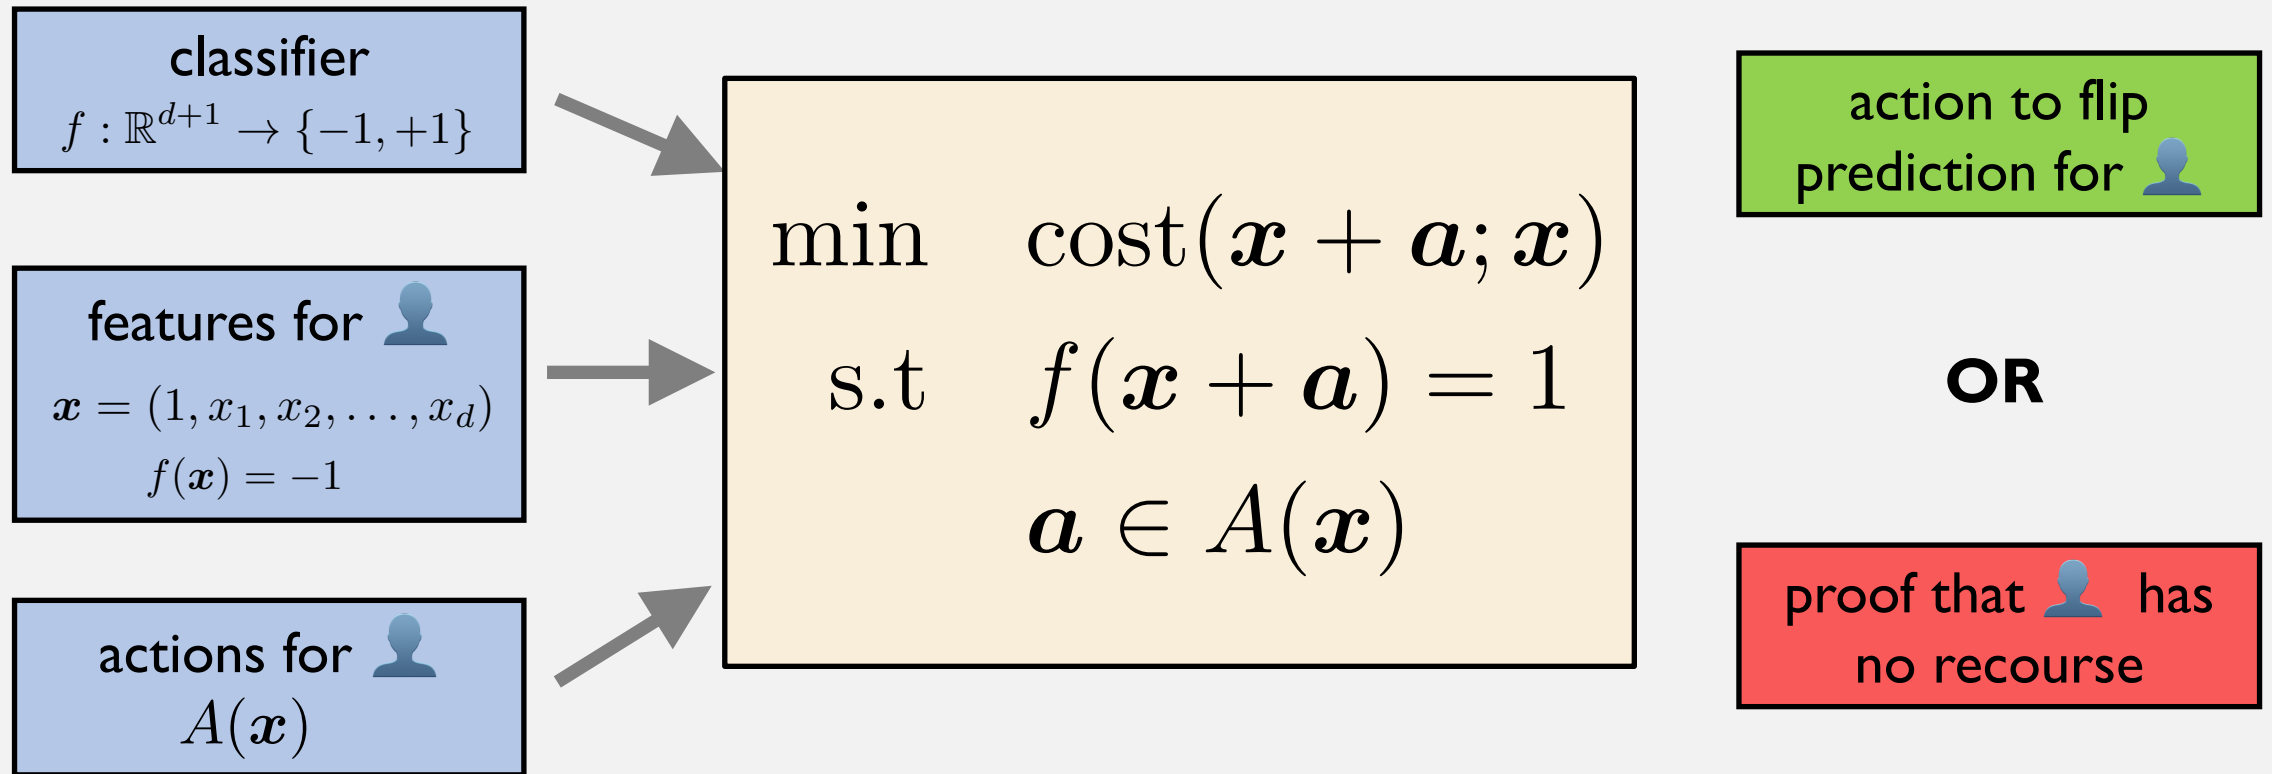 classifier
f : ℝ^{d+1} → {−1, +1}
features for
x = (1, x_1, x_2, . . . , x_d)
f(x) = −1
actions for
A(x)
min cost(x + a; x)
s.t f(x + a) = 1
a ∈ A(x)
action to flip
prediction for
OR
proof that has
no recourse